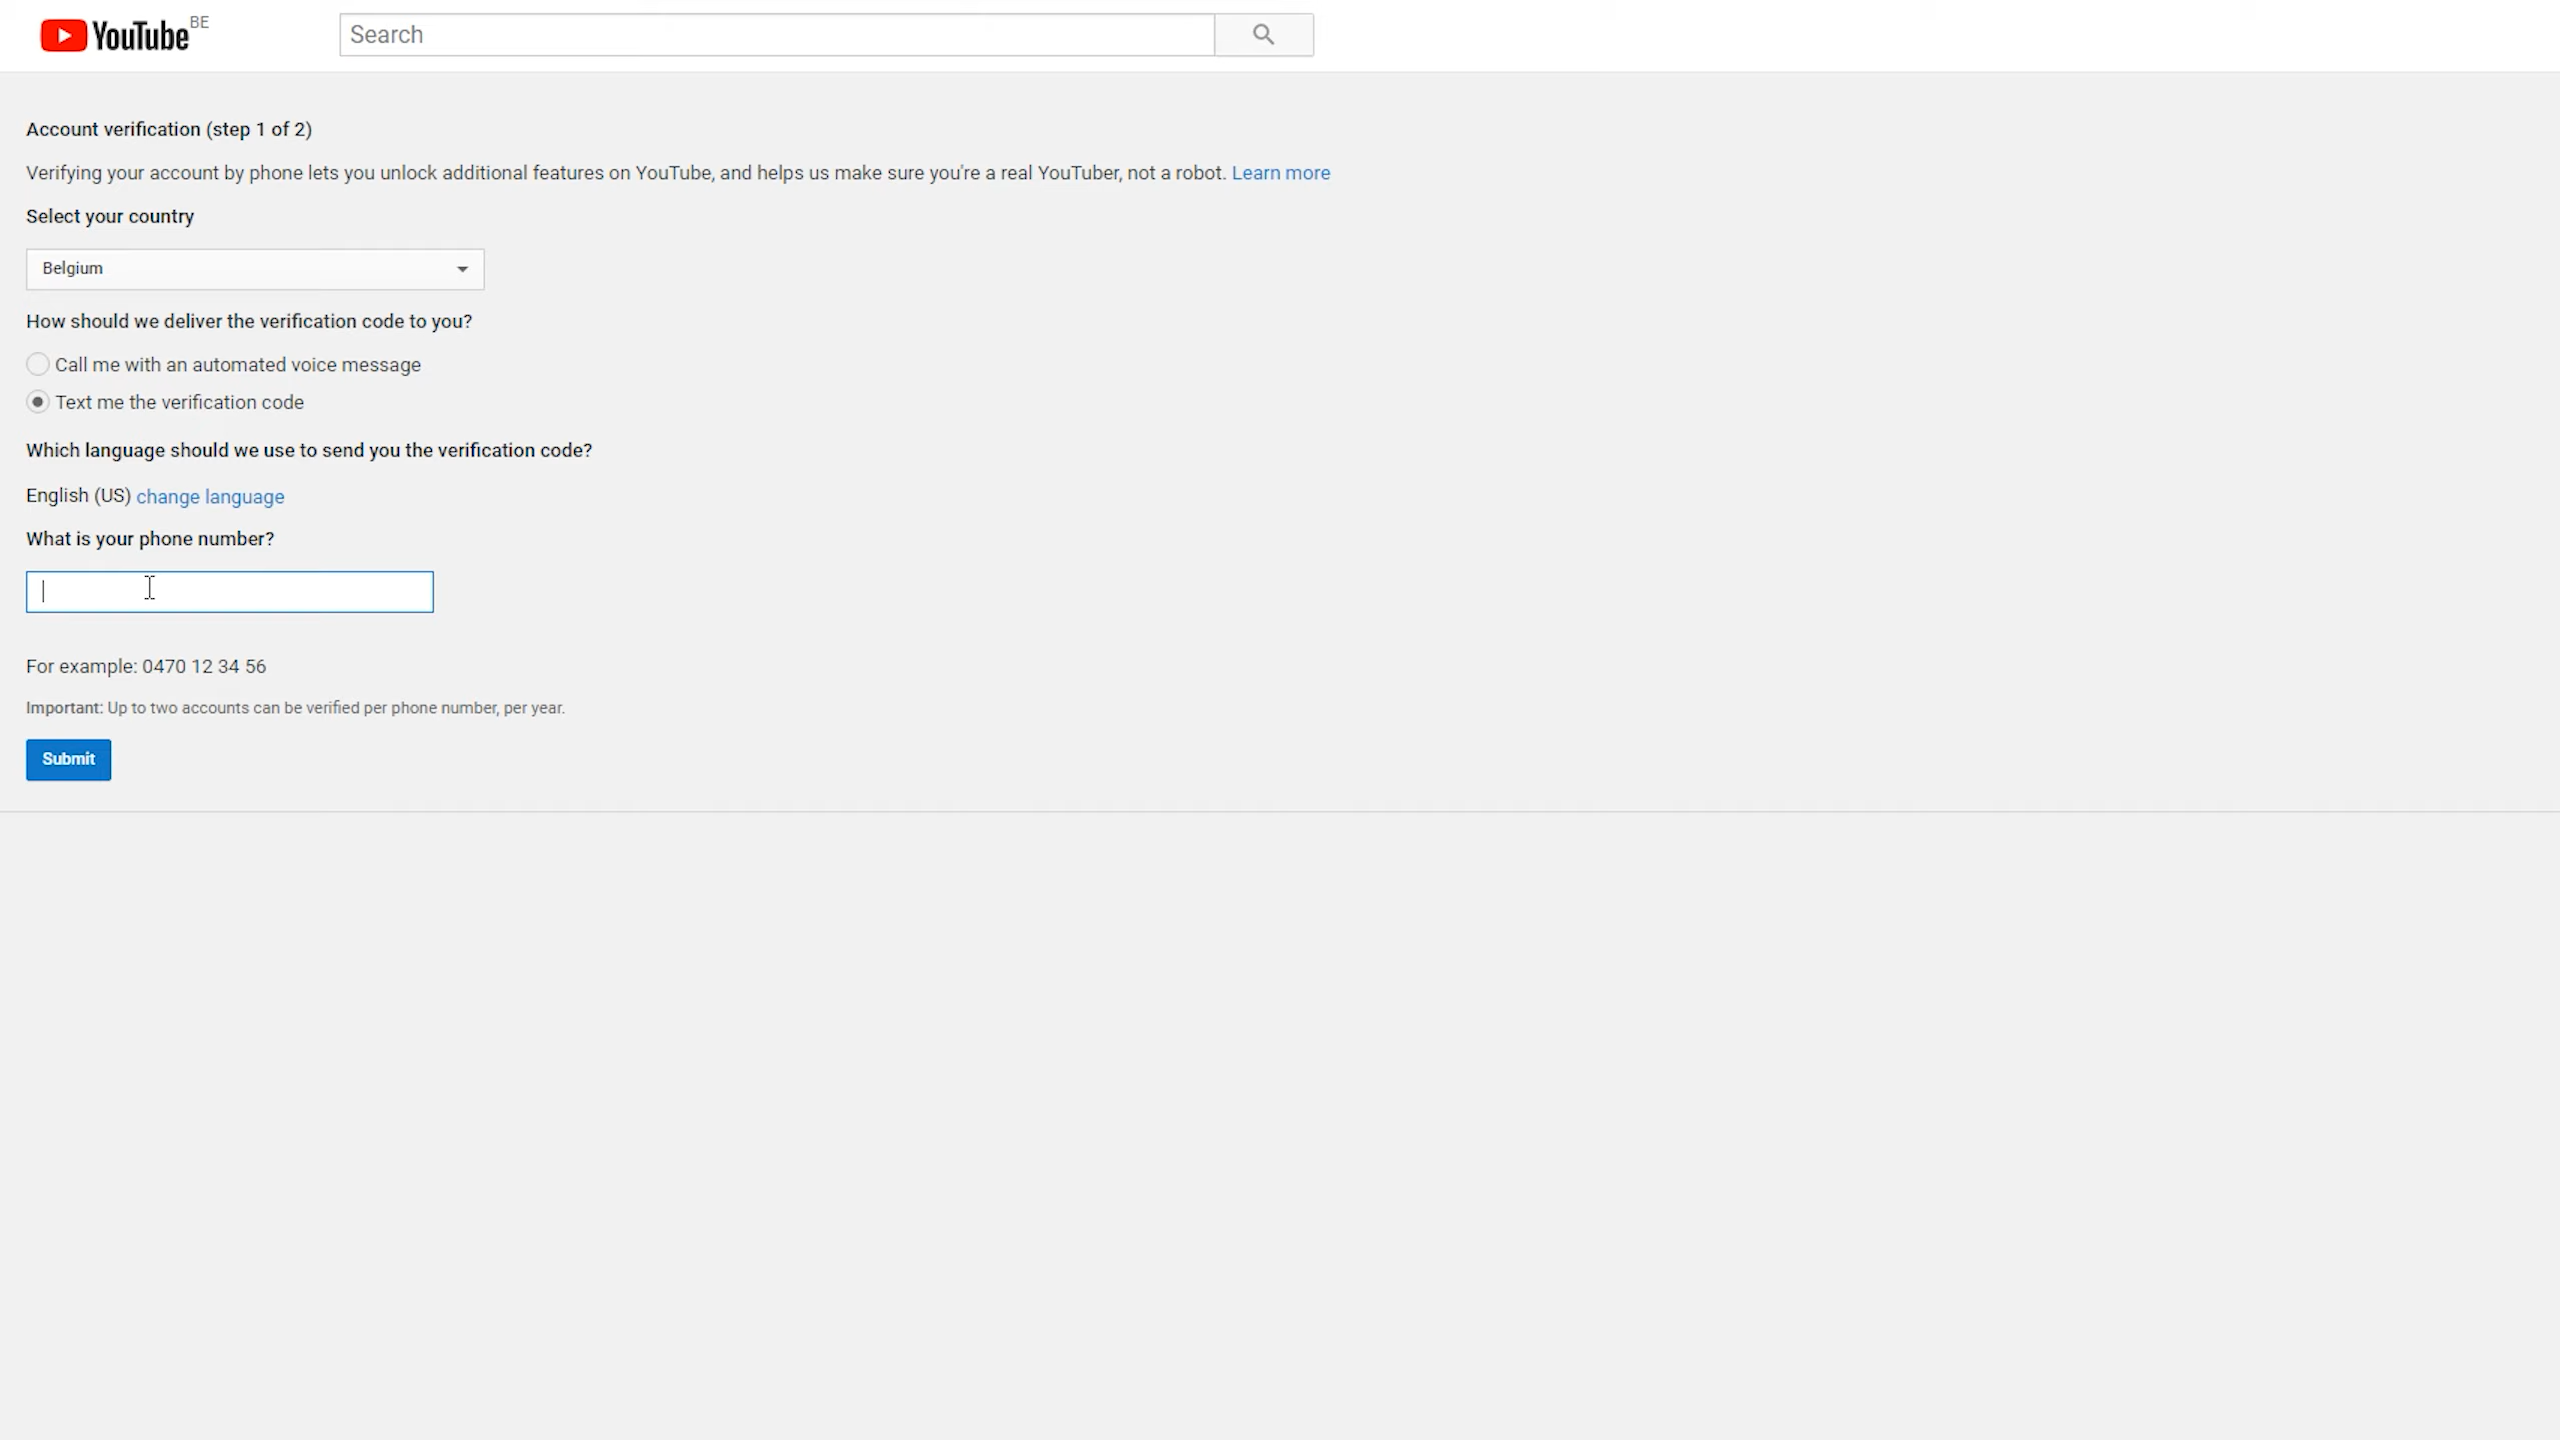 YouTube BE
Search
Account verification (step 1 of 2)
Verifying your account by phone lets you unlock additional features on YouTube, and helps us make sure you're a real YouTuber, not a robot. Learn more
Select your country
Belgium
How should we deliver the verification code to you?
Call me with an automated voice message
Text me the verification code
Which language should we use to send you the verification code?
English (US) change language
What is your phone number?
For example: 0470 12 34 56
Important: Up to two accounts can be verified per phone number, per year.
Submit